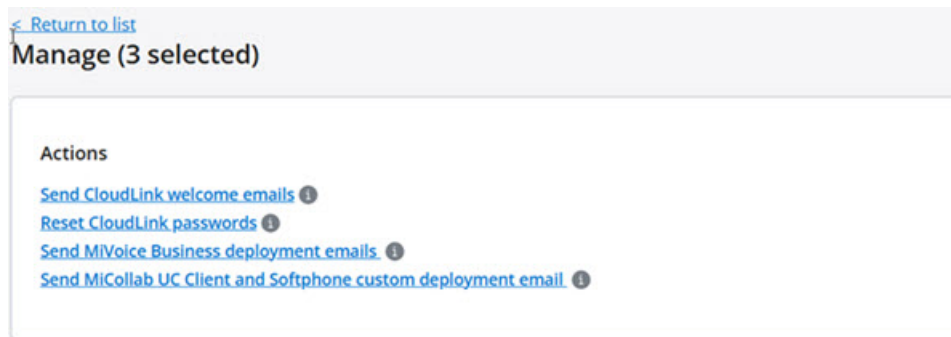 < Return to list
Manage (3 selected)
Actions
Send CloudLink welcome emails
Reset CloudLink passwords
Send MiVoice Business deployment emails
Send MiCollab UC Client and Softphone custom deployment email